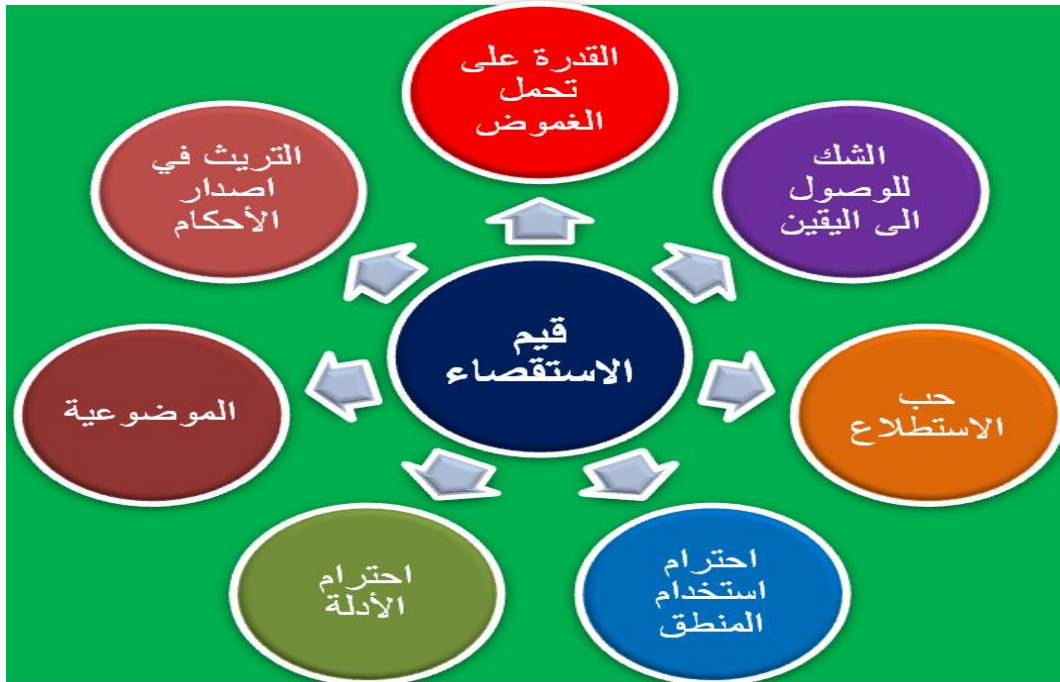 القدرة على
تحمل
الغموض
الشك
للوصول
الى اليقين
حب
الاستطلاع
احترام
استخدام
المنطق
احترام
الأدلة
الموضوعية
التريث في
اصدار
الأحكام
قيم
الاستقصاء